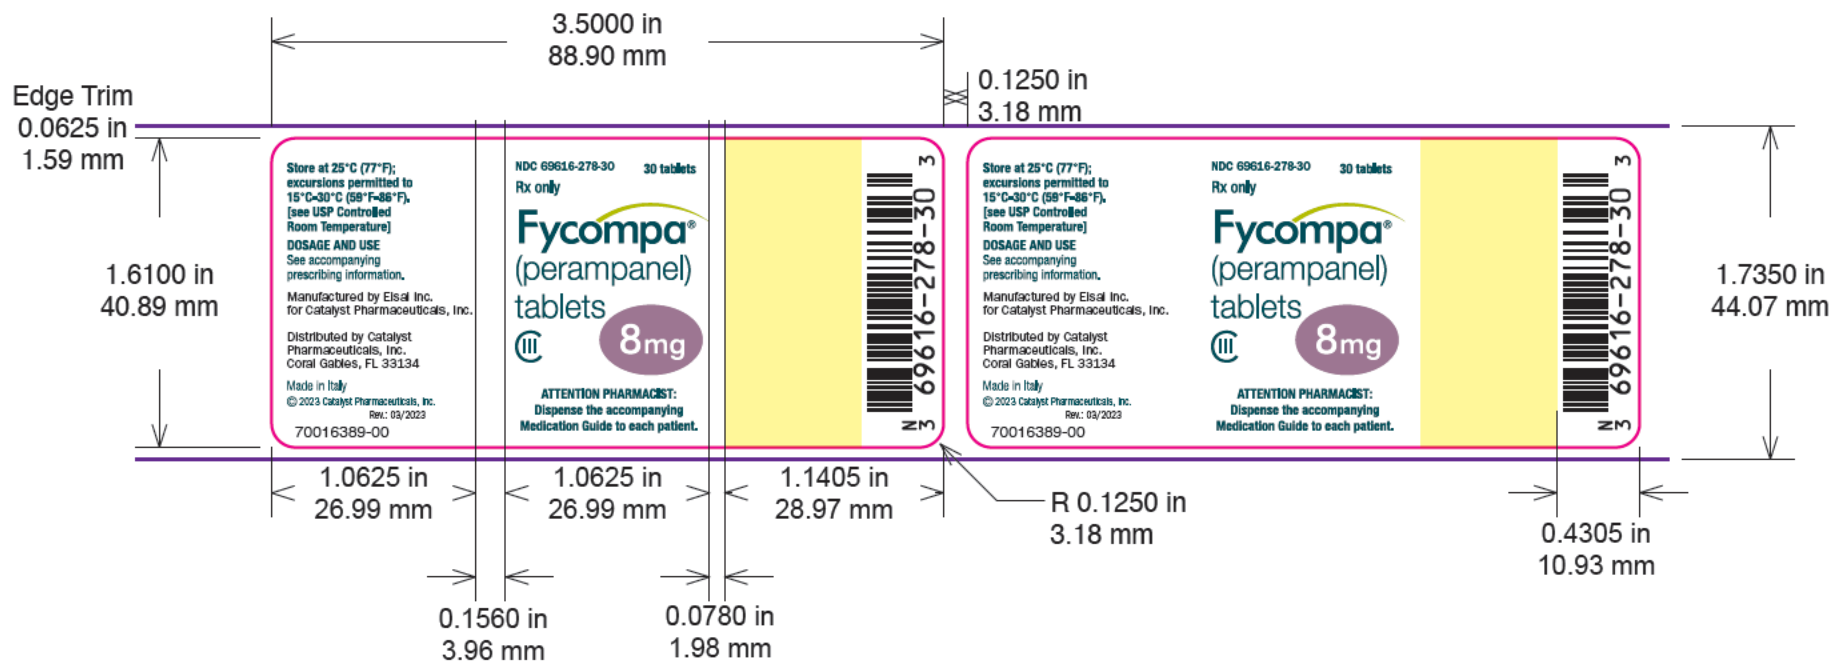 3.5000 in
88.90 mm
0.1250 in
3.18 mm
Edge Trim
0.0625 in
1.59 mm
1.6100 in
40.89 mm
Store at 25°C (77°F);
excursions permitted to
15°C-30°C (59°F-86°F).
[see USP Controlled
Room Temperature]
DOSAGE AND USE
See accompanying
prescribing information.
Manufactured by Eisai Inc.
for Catalyst Pharmaceuticals, Inc.
Distributed by Catalyst
Pharmaceuticals, Inc.
Coral Gables, FL 33134
Made in Italy
© 2023 Catalyst Pharmaceuticals, Inc.
Rev.: 03/2023
70016389-00
NDC 69616-278-30 30 tablets
Rx only
Fycompa®
(perampanel)
tablets
CIII
8mg
ATTENTION PHARMACIST:
Dispense the accompanying
Medication Guide to each patient.
N 3 69616-278-30 3
Store at 25°C (77°F);
excursions permitted to
15°C-30°C (59°F-86°F).
[see USP Controlled
Room Temperature]
DOSAGE AND USE
See accompanying
prescribing information.
Manufactured by Eisai Inc.
for Catalyst Pharmaceuticals, Inc.
Distributed by Catalyst
Pharmaceuticals, Inc.
Coral Gables, FL 33134
Made in Italy
© 2023 Catalyst Pharmaceuticals, Inc.
Rev.: 03/2023
70016389-00
NDC 69616-278-30 30 tablets
Rx only
Fycompa®
(perampanel)
tablets
CIII
8mg
ATTENTION PHARMACIST:
Dispense the accompanying
Medication Guide to each patient.
N 3 69616-278-30 3
1.7350 in
44.07 mm
1.0625 in
26.99 mm
1.0625 in
26.99 mm
1.1405 in
28.97 mm
R 0.1250 in
3.18 mm
0.4305 in
10.93 mm
0.1560 in
3.96 mm
0.0780 in
1.98 mm